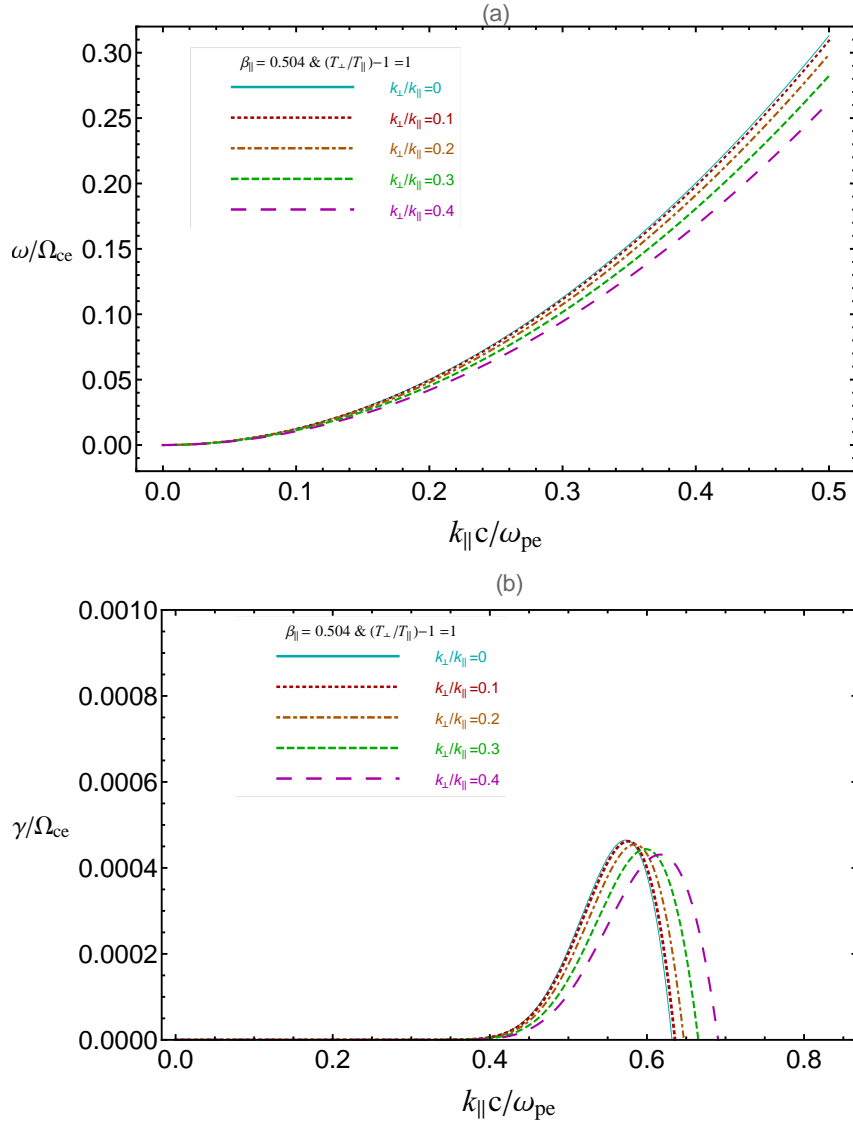 (a)
β∥= 0.504 & (T⊥/T∥)−1 =1
k⊥/k∥=0
k⊥/k∥=0.1
k⊥/k∥=0.2
k⊥/k∥=0.3
k⊥/k∥=0.4
0.30
0.25
0.20
0.15
0.10
0.05
0.00
ω/Ωce
0.0 0.1 0.2 0.3 0.4 0.5
k∥c/ωpe
(b)
β∥= 0.504 & (T⊥/T∥)−1 =1
k⊥/k∥=0
k⊥/k∥=0.1
k⊥/k∥=0.2
k⊥/k∥=0.3
k⊥/k∥=0.4
0.0010
0.0008
0.0006
0.0004
0.0002
0.0000
γ/Ωce
0.0 0.2 0.4 0.6 0.8
k∥c/ωpe